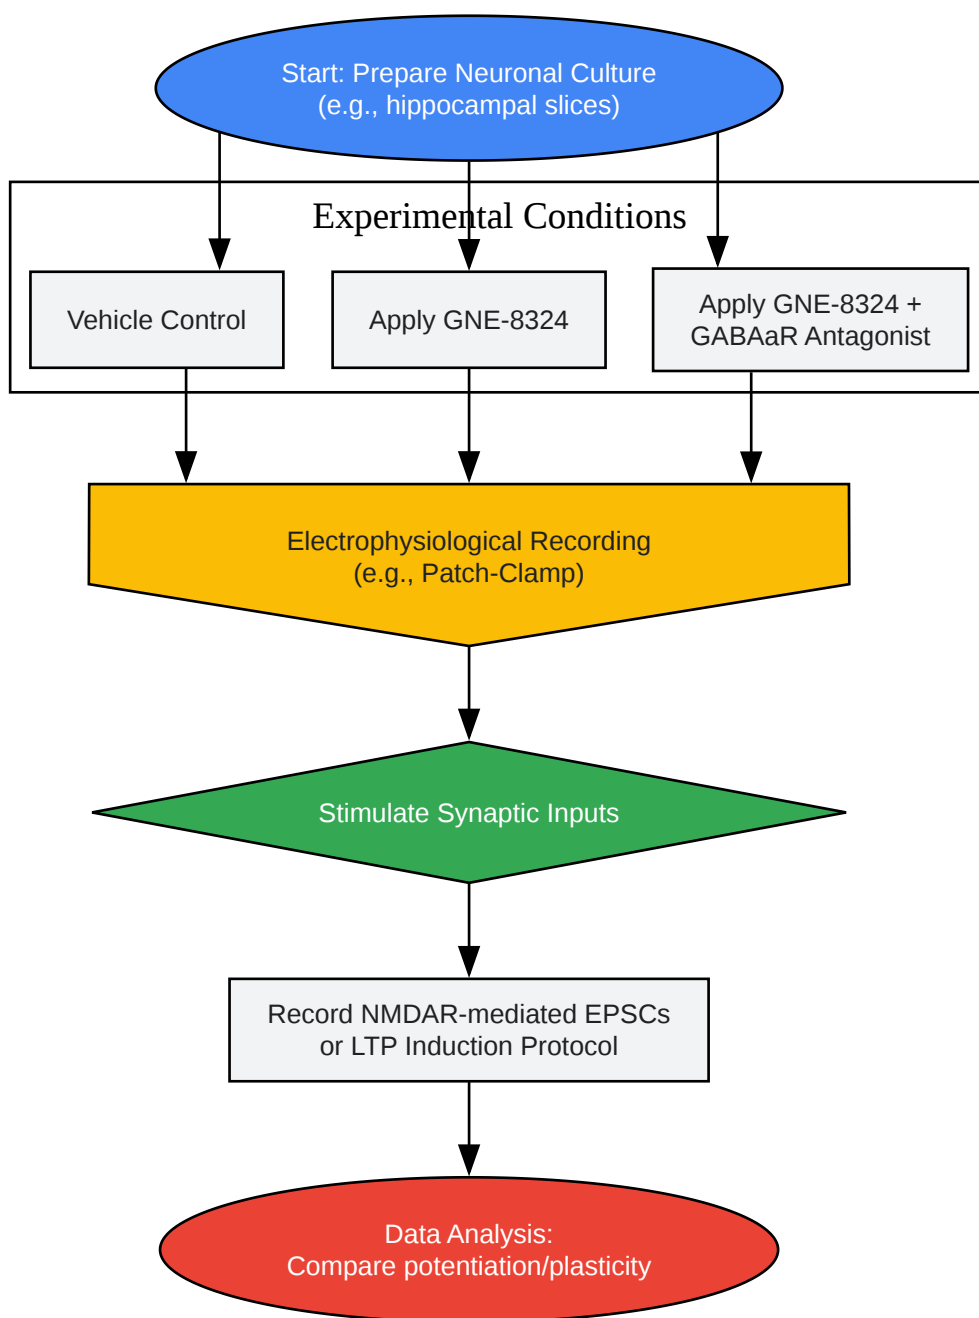 Start: Prepare Neuronal Culture
(e.g., hippocampal slices)
Experimental Conditions
Vehicle Control
Apply GNE-8324
Apply GNE-8324 +
GABAaR Antagonist
Electrophysiological Recording
(e.g., Patch-Clamp)
Stimulate Synaptic Inputs
Record NMDAR-mediated EPSCs
or LTP Induction Protocol
Data Analysis:
Compare potentiation/plasticity